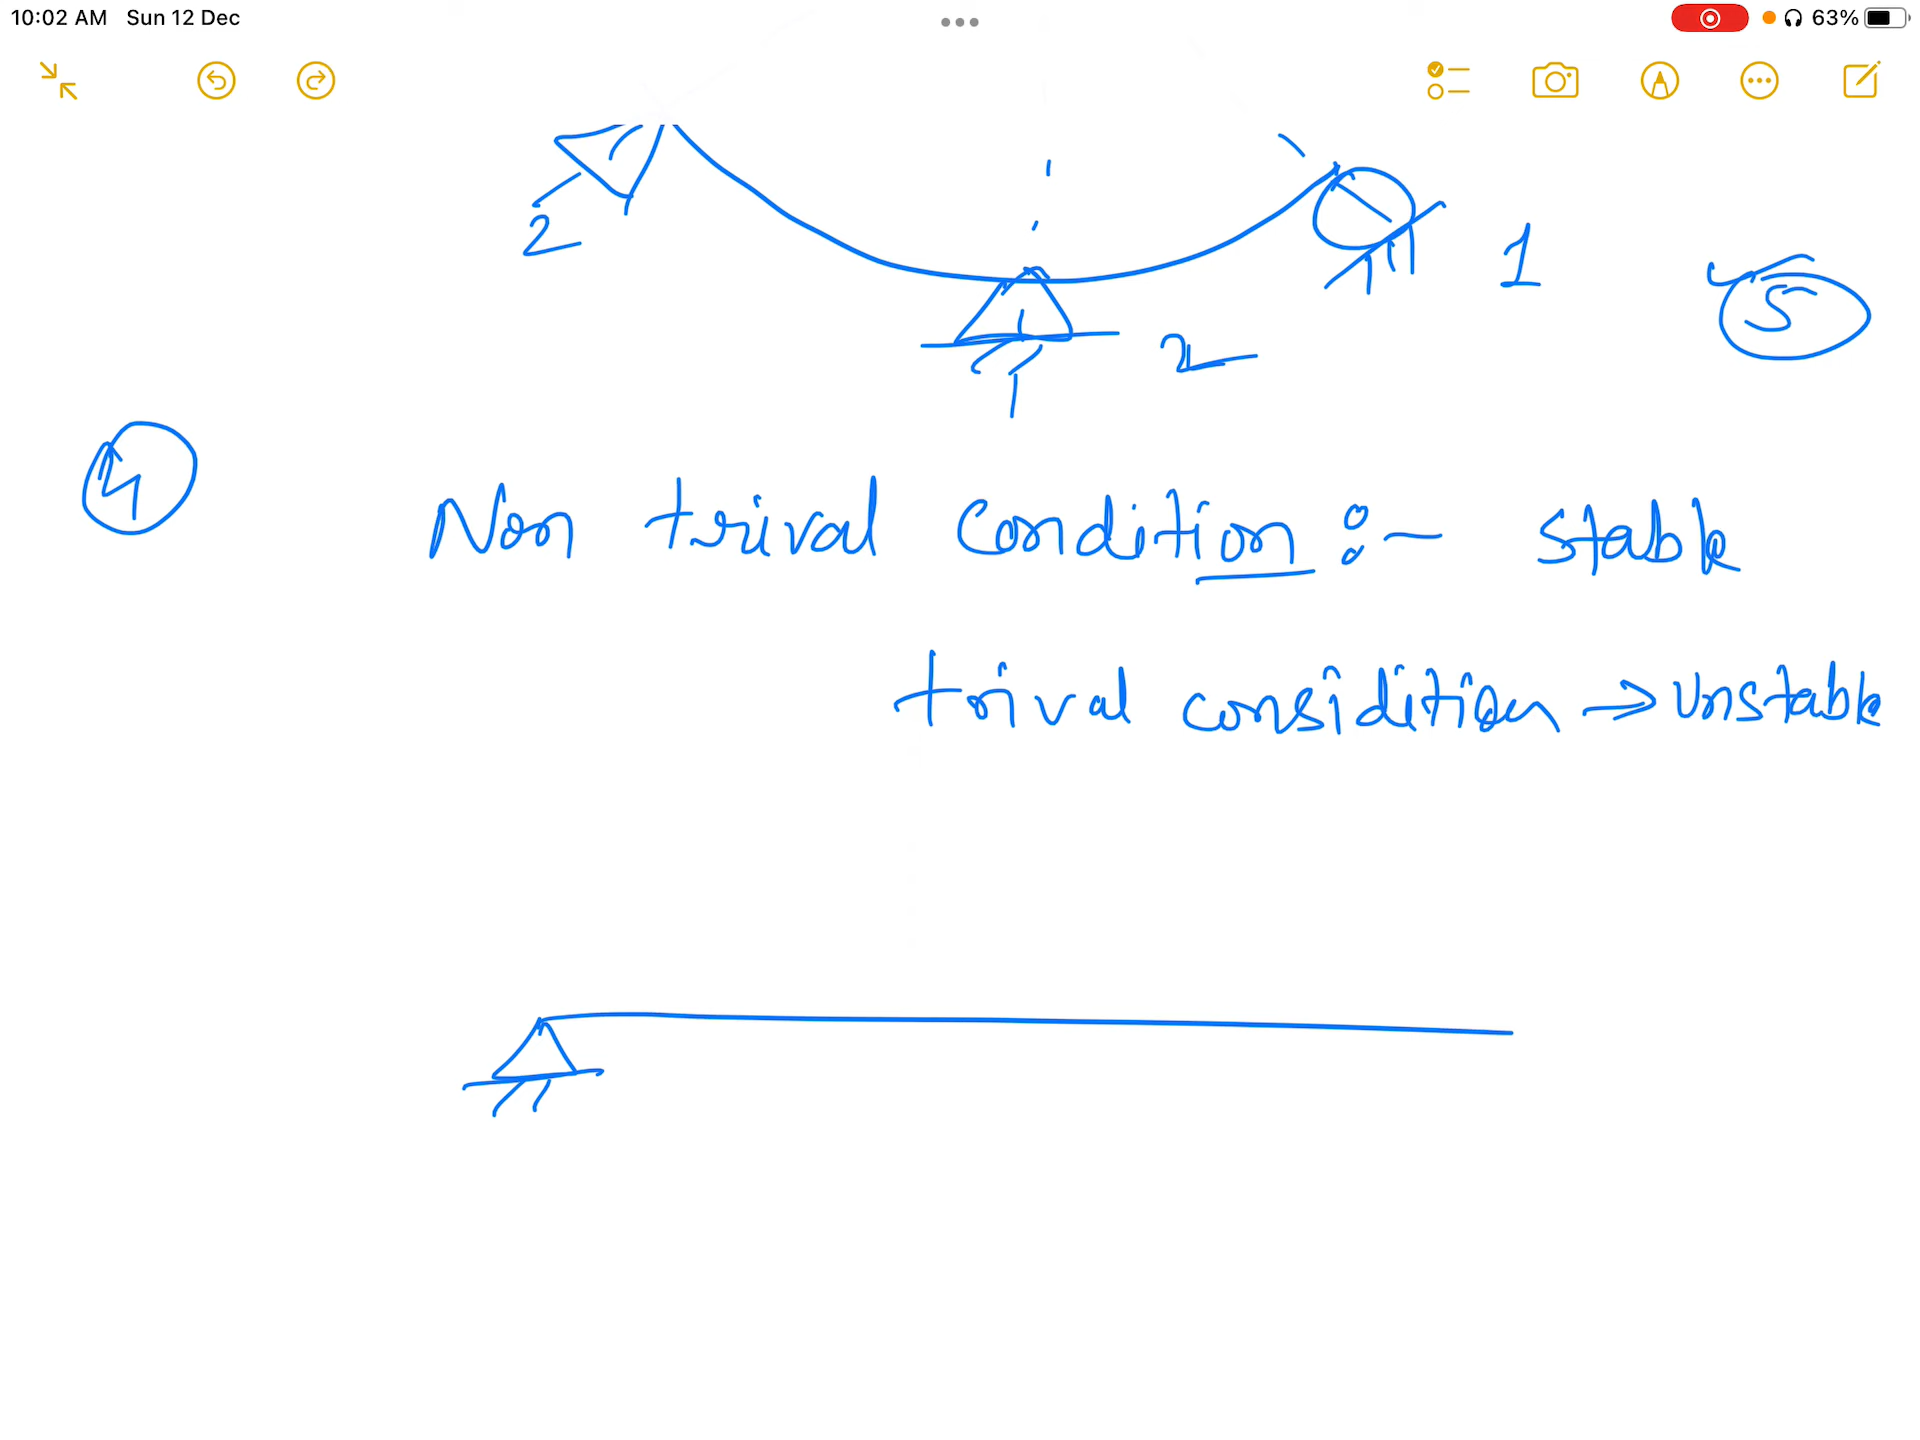 10:02 AM Sun 12 Dec 63%
2
1
5
2
4
Non trival condition :- stable
trival considition → Unstable